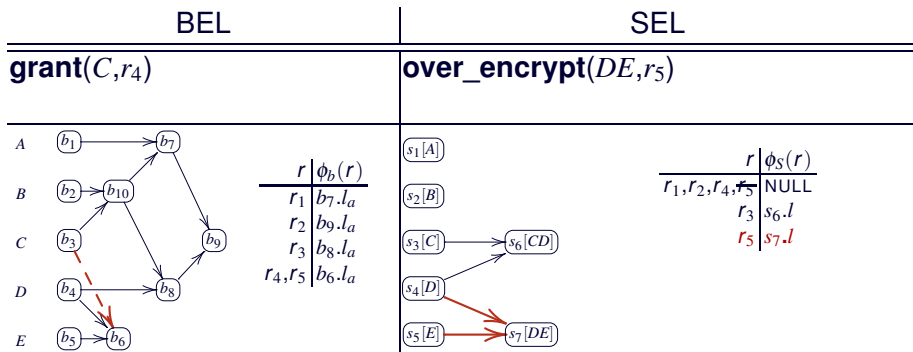 BEL SEL
grant(C,r4) over_encrypt(DE,r5)
A b1 b7 s1[A]
r ϕb(r) r ϕS(r)
B b2 b10 r1 b7.la s2[B] r1,r2,r4,r5 NULL
r2 b9.la r3 s6.l
C b3 b9 r3 b8.la s3[C] s6[CD] r5 s7.l
r4,r5 b6.la
D b4 b8 s4[D]
E b5 b6 s5[E] s7[DE]